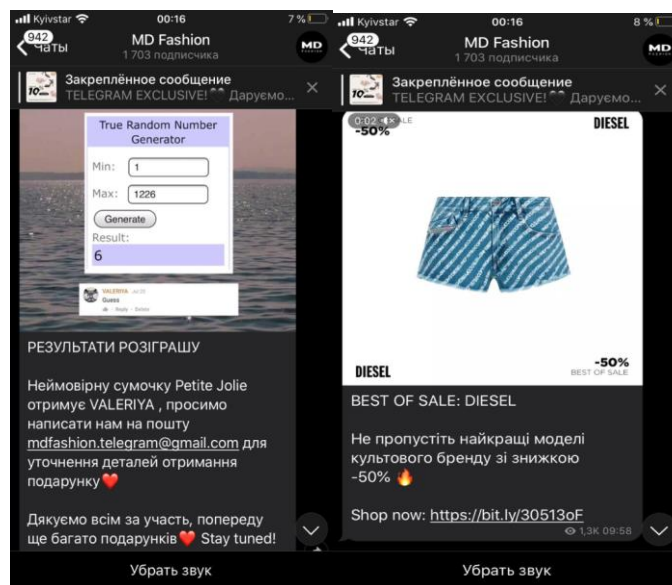 Kyivstar
00:16
7 %
942
Чаты
MD Fashion
1 703 подписчика
MD
FASHION
Закреплённое сообщение
TELEGRAM EXCLUSIVE!🖤 Даруємо...
True Random Number
Generator
Min: 1
Max: 1226
Generate
Result:
6
VALERIYA Jul 23
Guess
Reply
Delete
РЕЗУЛЬТАТИ РОЗІГРАШУ
Неймовірну сумочку Petite Jolie
отримує VALERIYA , просимо
написати нам на пошту
mdfashion.telegram@gmail.com для
уточнення деталей отримання
подарунку❤️
Дякуємо всім за участь, попереду
ще багато подарунків❤️ Stay tuned!
Убрать звук
Kyivstar
00:16
8 %
942
Чаты
MD Fashion
1 703 подписчика
MD
FASHION
Закреплённое сообщение
TELEGRAM EXCLUSIVE!🖤 Даруємо...
0:02
-50%
DIESEL
DIESEL
-50%
BEST OF SALE
BEST OF SALE: DIESEL
Не пропустіть найкращі моделі
культового бренду зі знижкою
-50% 🔥
Shop now: https://bit.ly/30513oF
1,3K 09:58
Убрать звук